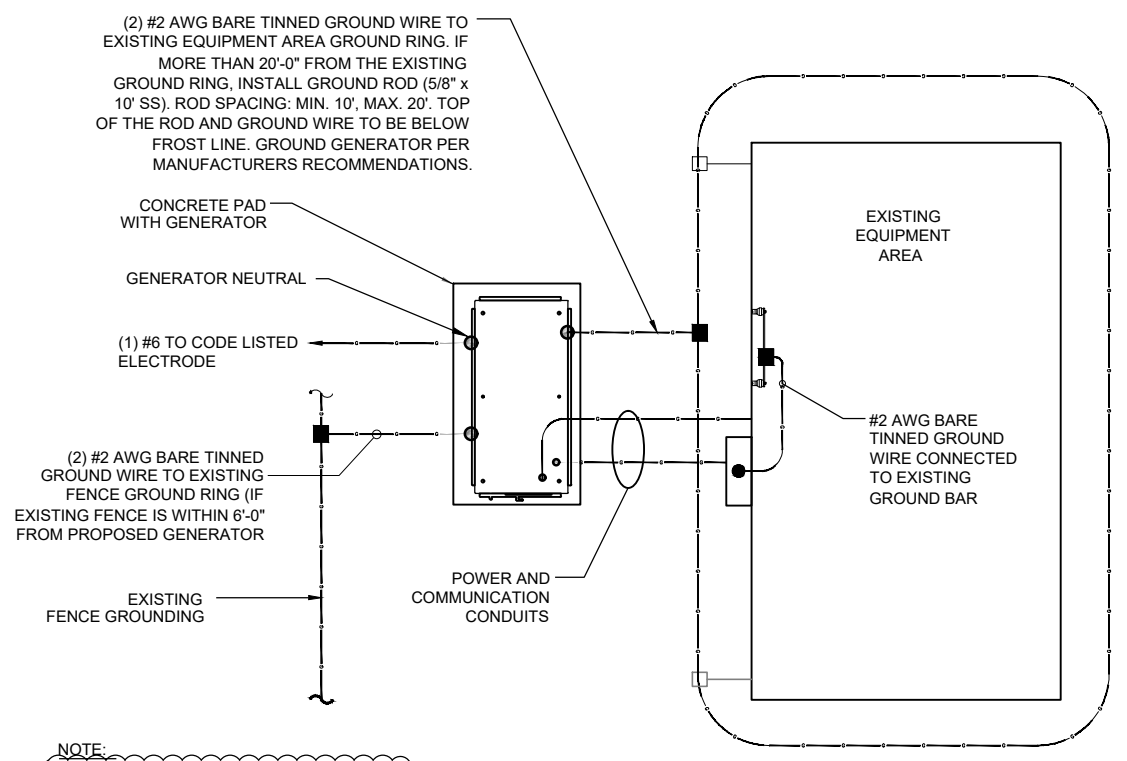 (2) #2 AWG BARE TINNED GROUND WIRE TO
EXISTING EQUIPMENT AREA GROUND RING. IF
MORE THAN 20'-0" FROM THE EXISTING
GROUND RING, INSTALL GROUND ROD (5/8" x
10' SS). ROD SPACING: MIN. 10', MAX. 20'. TOP
OF THE ROD AND GROUND WIRE TO BE BELOW
FROST LINE. GROUND GENERATOR PER
MANUFACTURERS RECOMMENDATIONS.
CONCRETE PAD
WITH GENERATOR
GENERATOR NEUTRAL
(1) #6 TO CODE LISTED
ELECTRODE
(2) #2 AWG BARE TINNED
GROUND WIRE TO EXISTING
FENCE GROUND RING (IF
EXISTING FENCE IS WITHIN 6'-0"
FROM PROPOSED GENERATOR
EXISTING
FENCE GROUNDING
POWER AND
COMMUNICATION
CONDUITS
EXISTING
EQUIPMENT
AREA
#2 AWG BARE
TINNED GROUND
WIRE CONNECTED
TO EXISTING
GROUND BAR
NOTE: